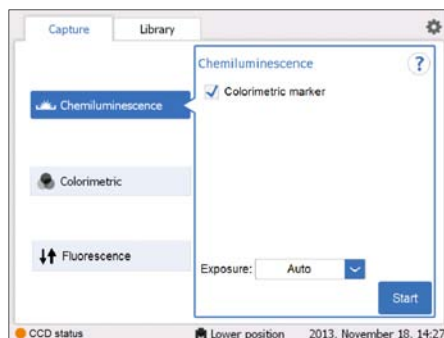 Capture
Library
Chemiluminescence
?
Colorimetric marker
Chemiluminescence
Colorimetric
Fluorescence
Exposure: Auto
Start
CCD status
Lower position
2013. November 18. 14:27